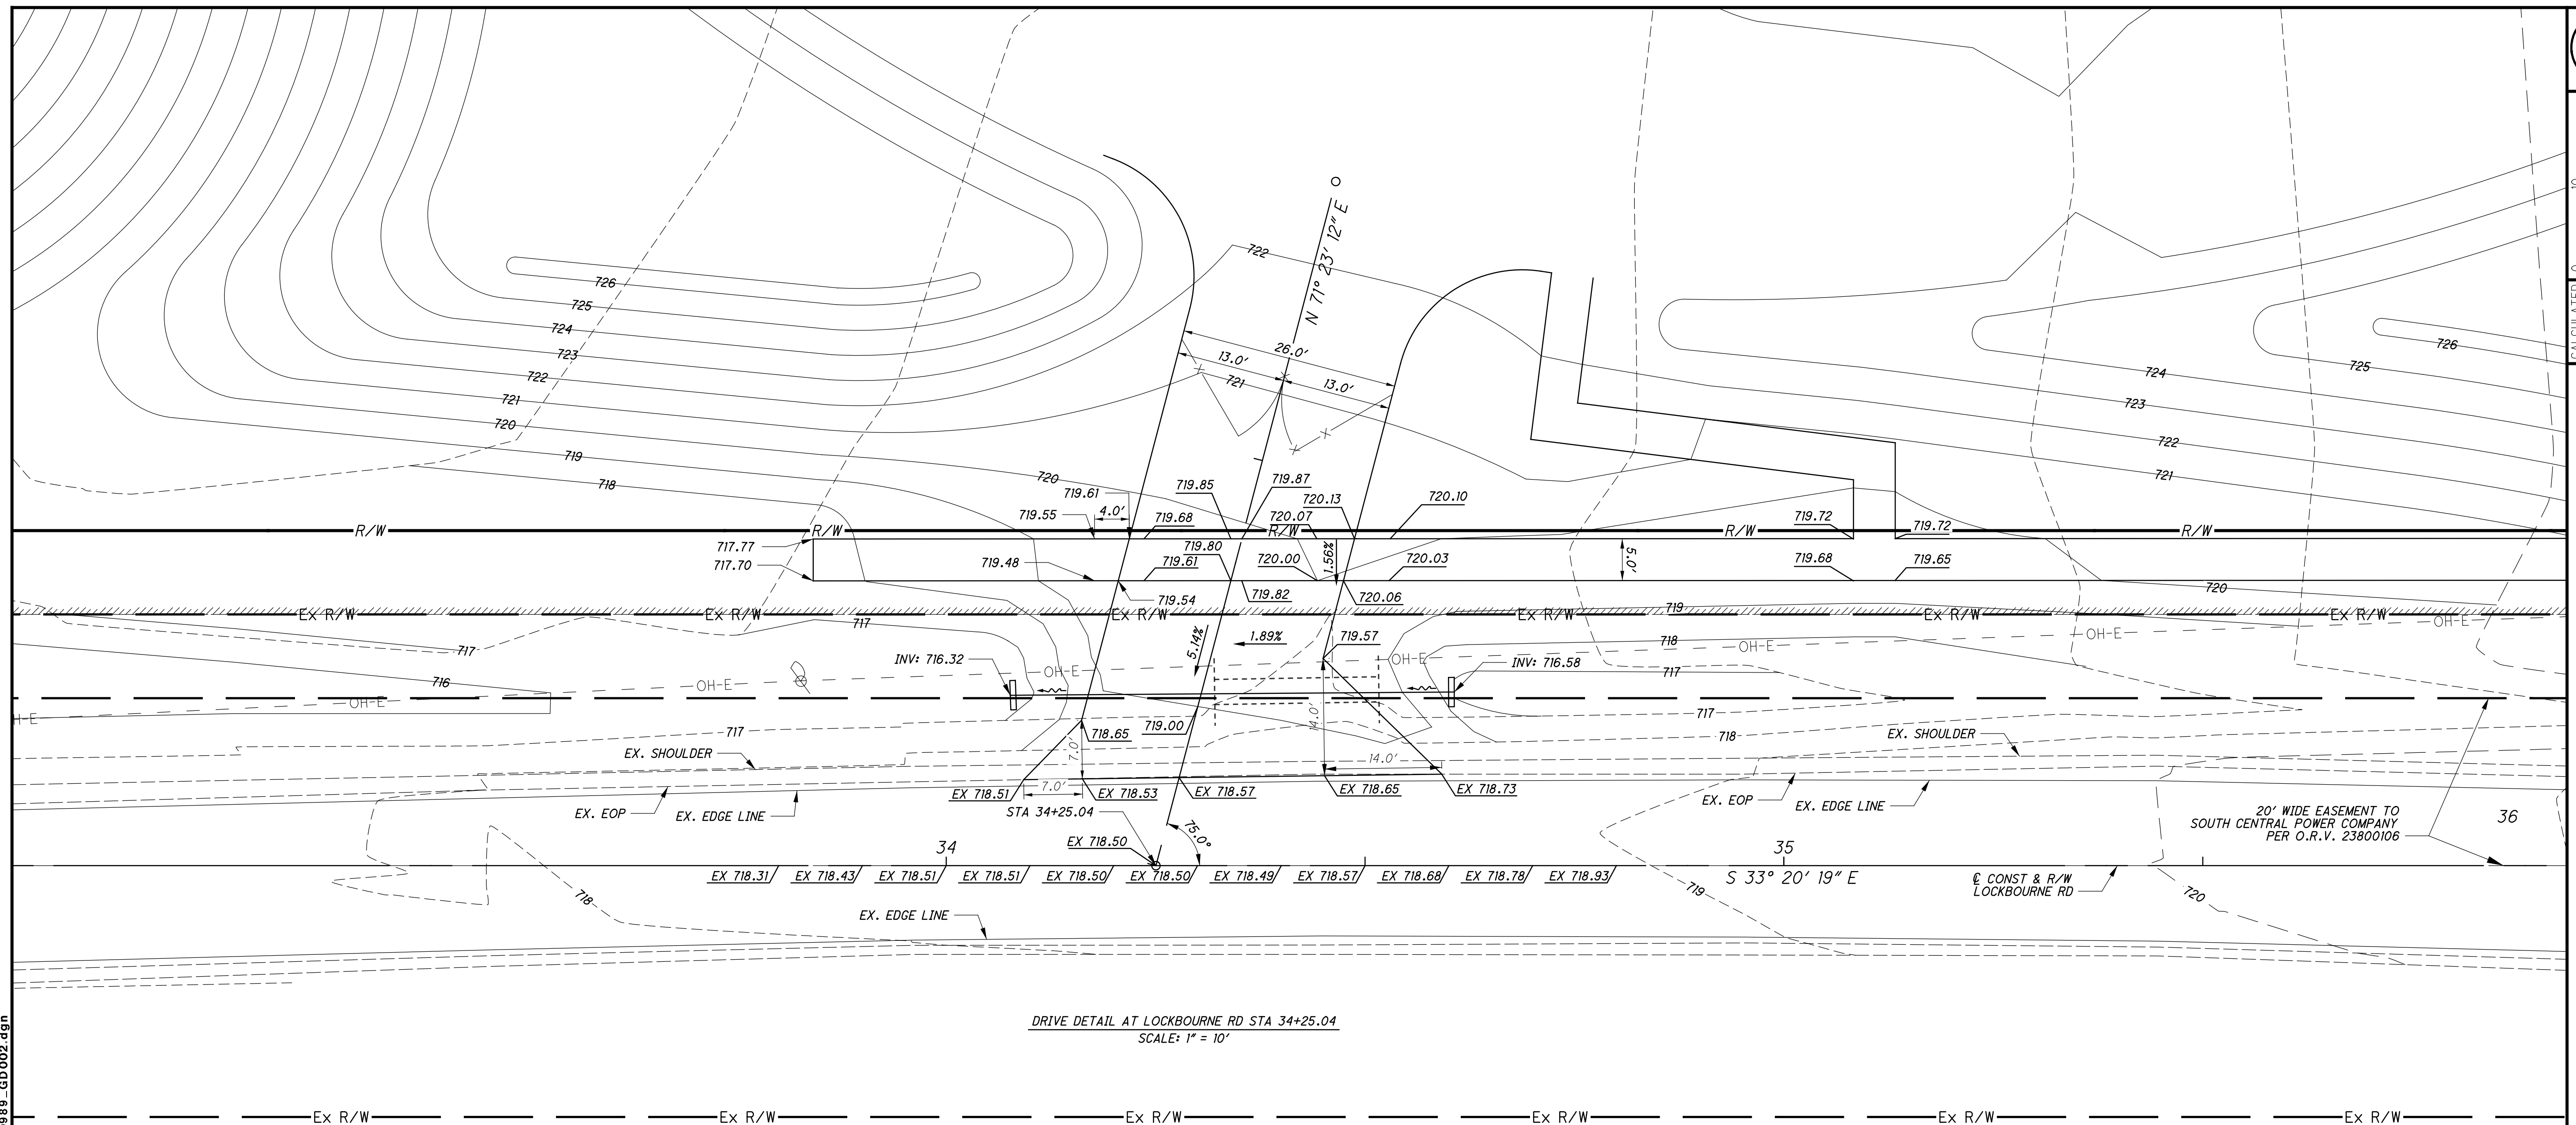 722
N 71° 23' 12" E
726
725
724
723
722
721
720
719
718
26.0'
13.0'
13.0'
721
726
725
724
723
722
721
720
719.61
719.55
4.0'
719.85
719.87
720.13
720.10
719.68
720.07
719.72
719.72
R/W
R/W
R/W
R/W
R/W
717.77
717.70
719.48
719.80
719.61
720.00
1.56%
720.03
5.0'
719.68
719.65
719.54
719.82
720.06
720
Ex R/W
Ex R/W
Ex R/W
Ex R/W
Ex R/W
Ex R/W
717
719
717
5.14%
1.89%
719.57
718
OH-E
OH-E
INV: 716.32
OH-E
OH-E
INV: 716.58
717
716
OH-E
OH-E
H-E
717
718.65
719.00
14.0'
7.0'
717
718
EX. SHOULDER
EX. SHOULDER
14.0'
7.0'
EX 718.51
EX 718.53
EX 718.57
EX 718.65
EX 718.73
EX. EOP
EX. EDGE LINE
STA 34+25.04
EX. EOP
EX. EDGE LINE
20' WIDE EASEMENT TO
SOUTH CENTRAL POWER COMPANY
PER O.R.V. 23800106
36
75.0°
34
EX 718.50
35
EX 718.31
EX 718.43
EX 718.51
EX 718.51
EX 718.50
EX 718.50
EX 718.49
EX 718.57
EX 718.68
EX 718.78
EX 718.93
S 33° 20' 19" E
℄ CONST & R/W
LOCKBOURNE RD
718
719
720
EX. EDGE LINE
DRIVE DETAIL AT LOCKBOURNE RD STA 34+25.04
SCALE: 1" = 10'
Ex R/W
Ex R/W
Ex R/W
Ex R/W
Ex R/W
Ex R/W
989_GD002.dgn